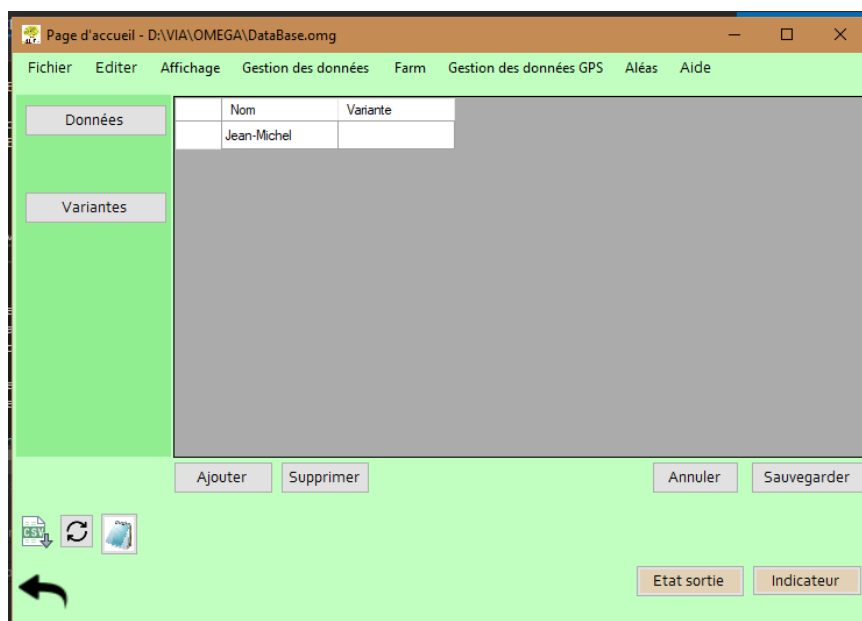 Page d'accueil - D:\VIA\OMEGA\DataBase.omg
Fichier Editer Affichage Gestion des données Farm Gestion des données GPS Aléas Aide
Données
Variantes
Nom Variante
Jean-Michel
Ajouter Supprimer Annuler Sauvegarder
CSV
Etat sortie Indicateur